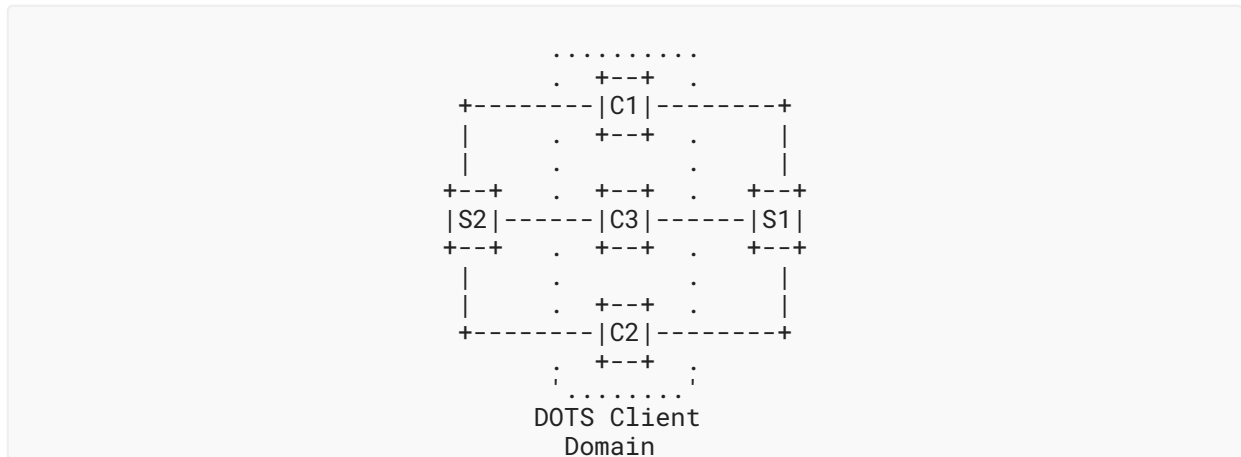 ..........
.  +--+  .
+--------|C1|--------+
|     .  +--+  .     |
|     .        .     |
+--+   .  +--+  .   +--+
|S2|------|C3|------|S1|
+--+   .  +--+  .   +--+
|     .        .     |
|     .  +--+  .     |
+--------|C2|--------+
.  +--+  .
'........'
DOTS Client
Domain